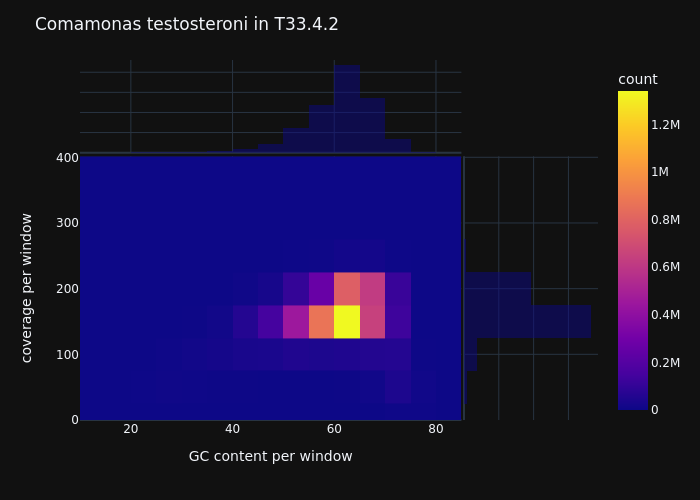 Comamonas testosteroni in T33.4.2
count
1.2M
1M
0.8M
0.6M
0.4M
0.2M
0
400
300
200
100
0
coverage per window
20
40
60
80
GC content per window